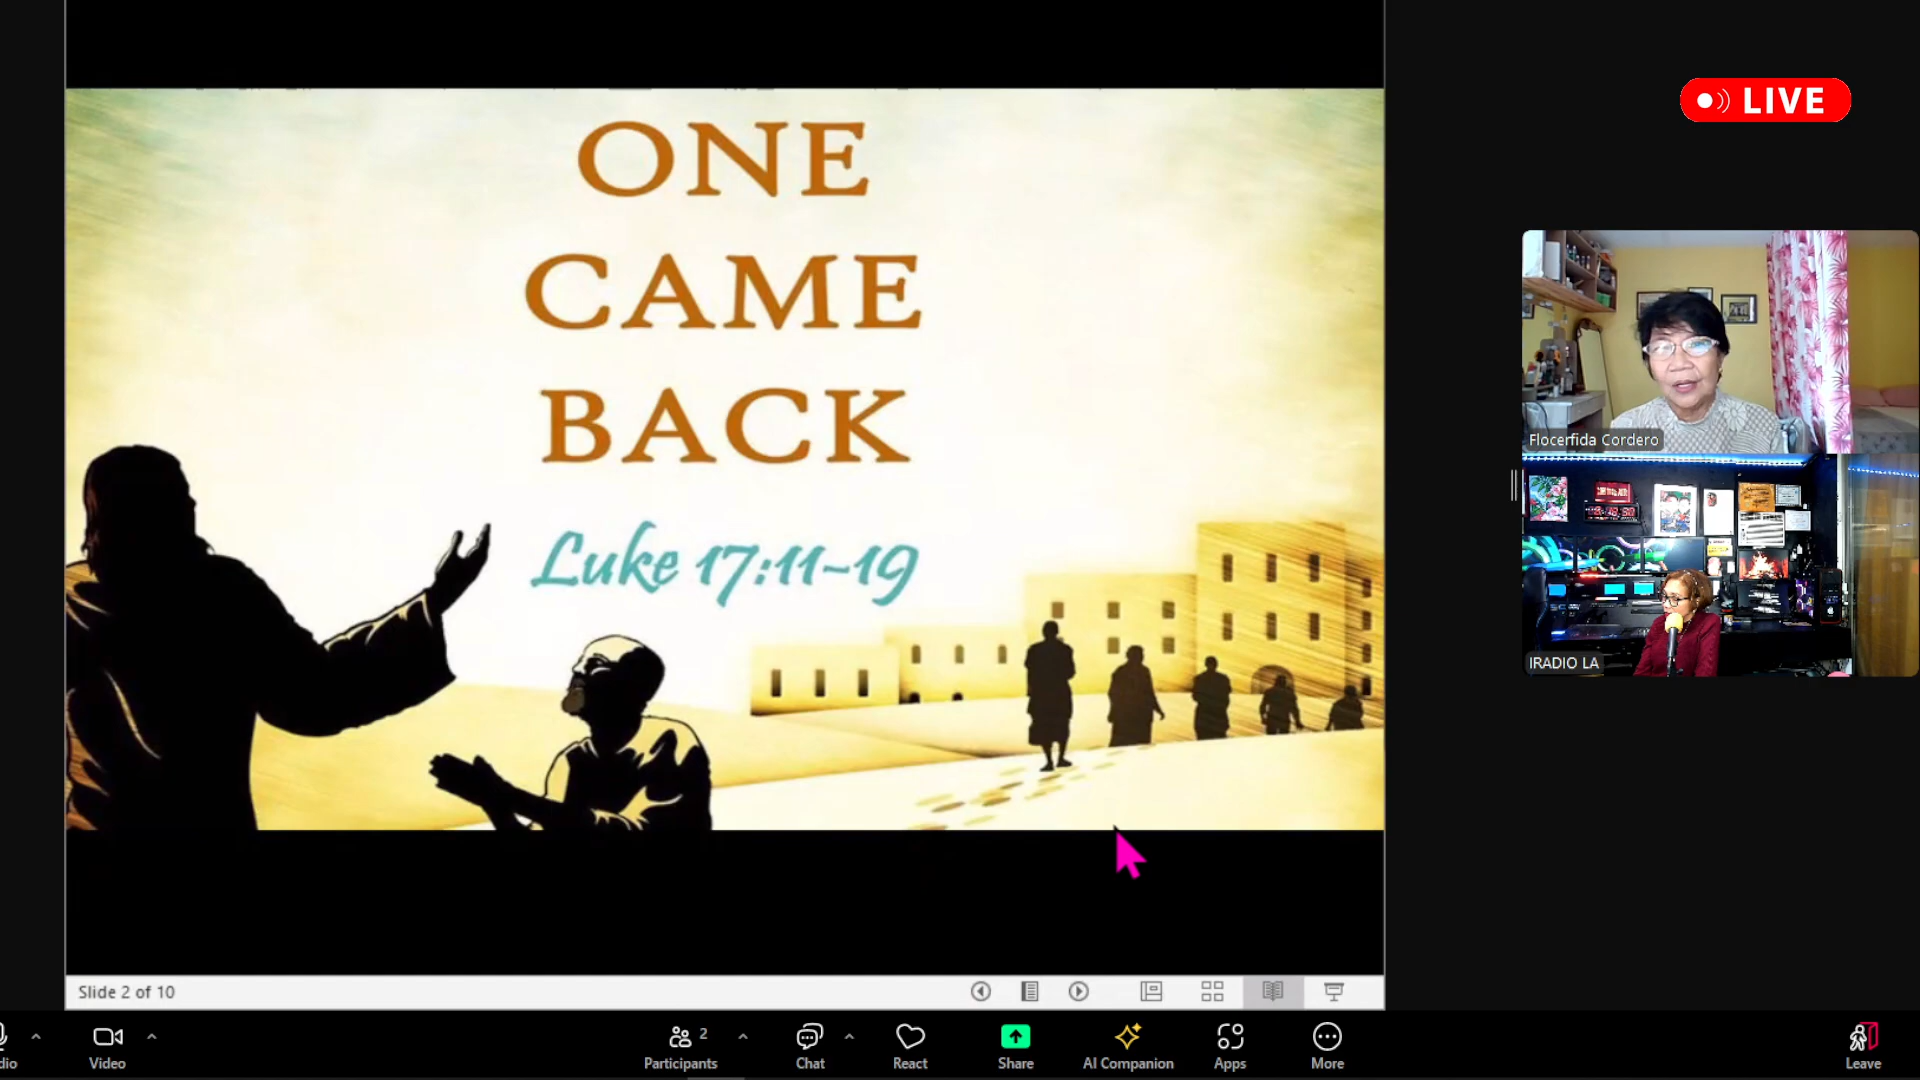 ONE
CAME
BACK
Luke 17:11-19
LIVE
Flocerfida Cordero
IRADIO LA
Slide 2 of 10
Video
Participants 2
Chat
React
Share
AI Companion
Apps
More
Leave